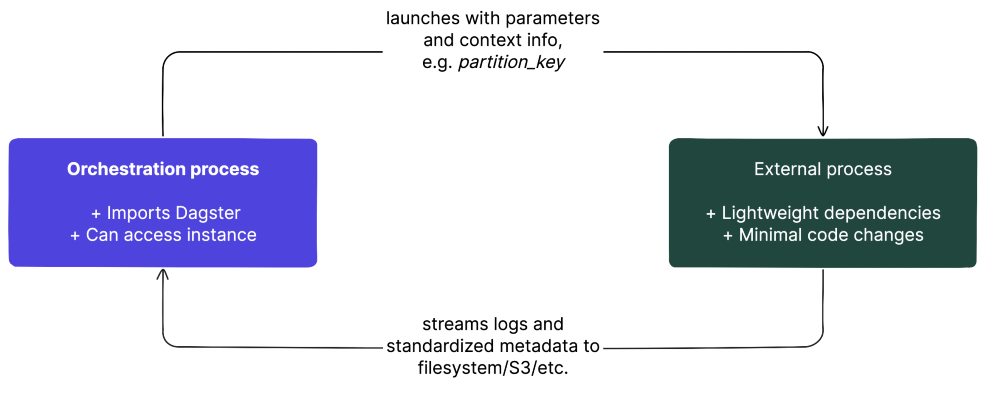 launches with parameters
and context info,
e.g. partition_key
Orchestration process
+ Imports Dagster
+ Can access instance
External process
+ Lightweight dependencies
+ Minimal code changes
streams logs and
standardized metadata to
filesystem/S3/etc.